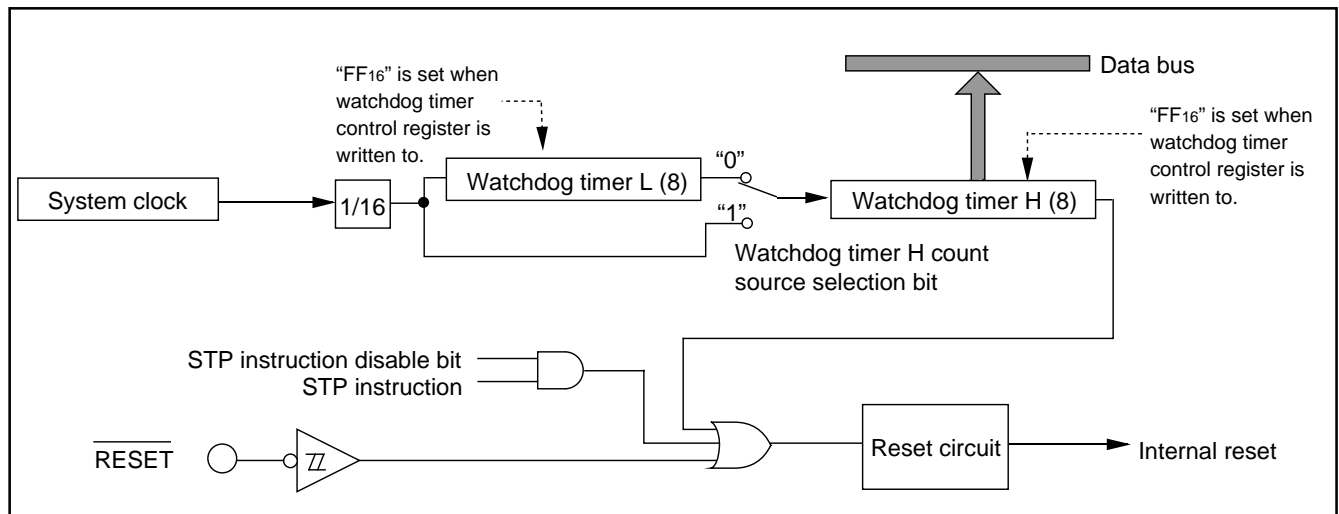 “FF16” is set when
watchdog timer
control register is
written to.
Data bus
“FF16” is set when
watchdog timer
control register is
written to.
System clock
1/16
Watchdog timer L (8)
“0”
“1”
Watchdog timer H (8)
Watchdog timer H count
source selection bit
STP instruction disable bit
STP instruction
RESET
Reset circuit
Internal reset